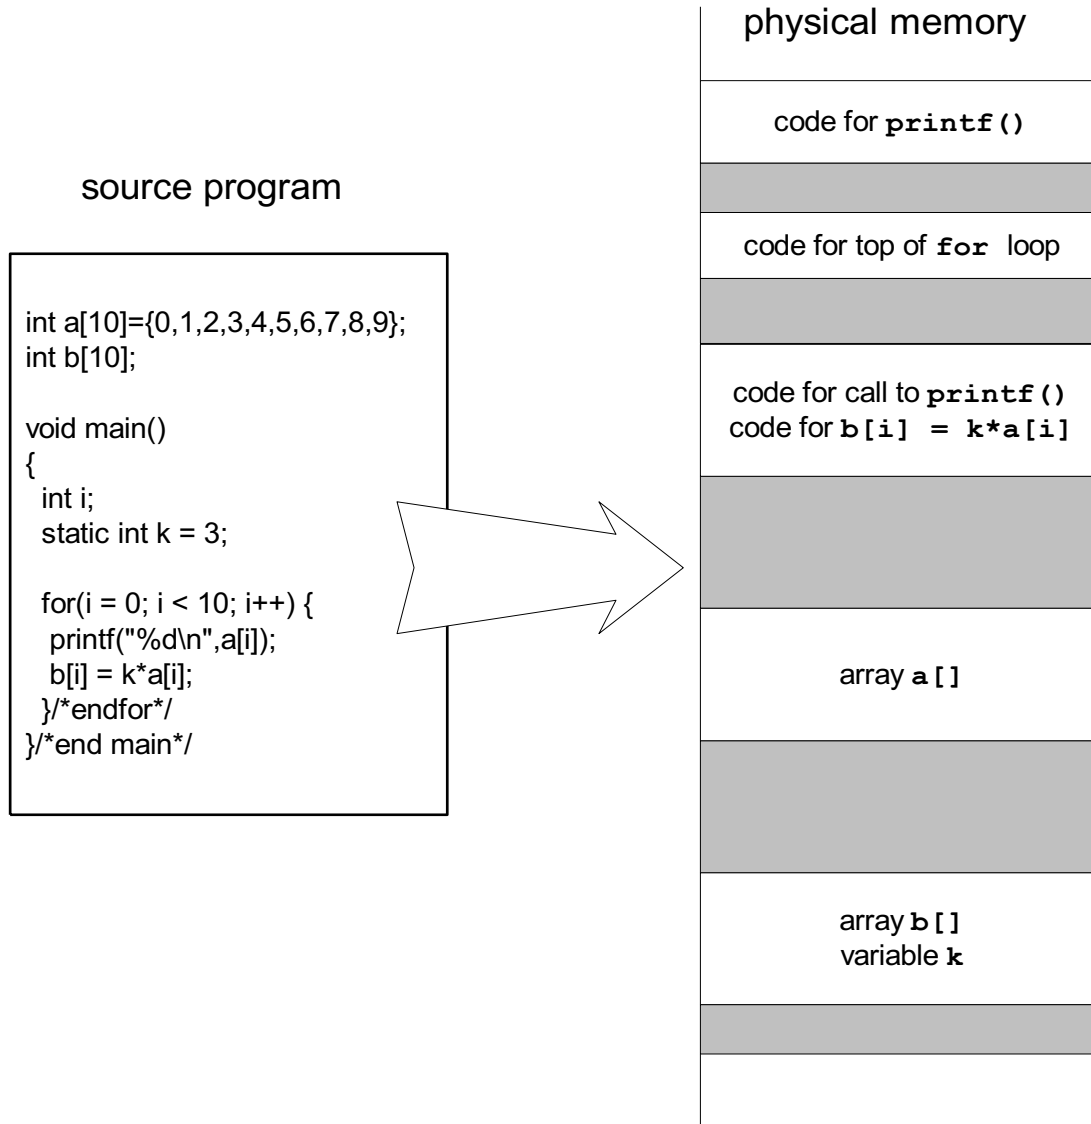 physical memory
code for printf()
source program
code for top of for loop
int a[10]={0,1,2,3,4,5,6,7,8,9};
int b[10];
void main()
{
int i;
static int k = 3;
for(i = 0; i < 10; i++) {
printf("%d\n",a[i]);
b[i] = k*a[i];
}/*endfor*/
}/*end main*/
code for call to printf()
code for b[i] = k*a[i]
array a[]
array b[]
variable k